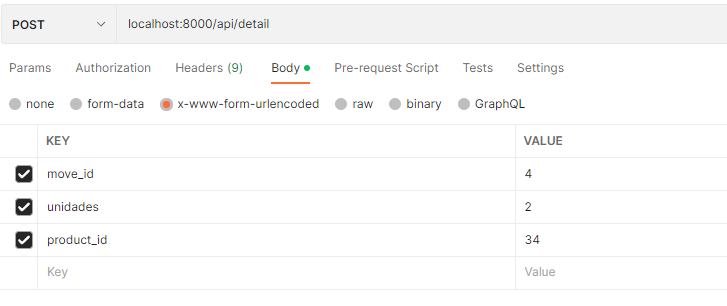 POST localhost:8000/api/detail
Params Authorization Headers (9) Body Pre-request Script Tests Settings
none form-data x-www-form-urlencoded raw binary GraphQL
KEY VALUE
move_id 4
unidades 2
product_id 34
Key Value